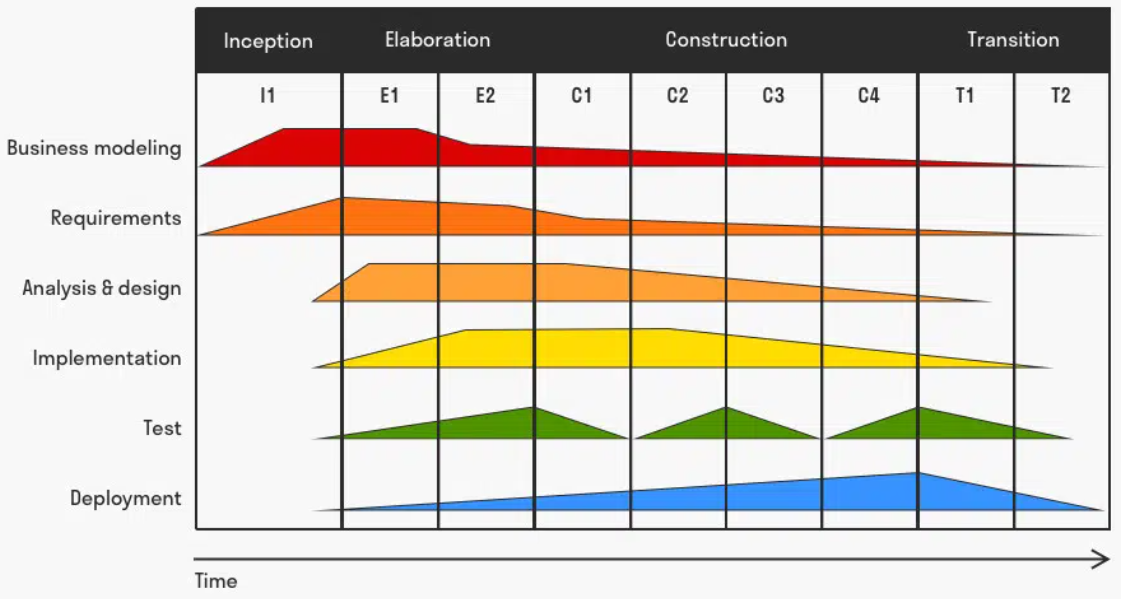 Inception Elaboration Construction Transition
I1 E1 E2 C1 C2 C3 C4 T1 T2
Business modeling
Requirements
Analysis & design
Implementation
Test
Deployment
Time